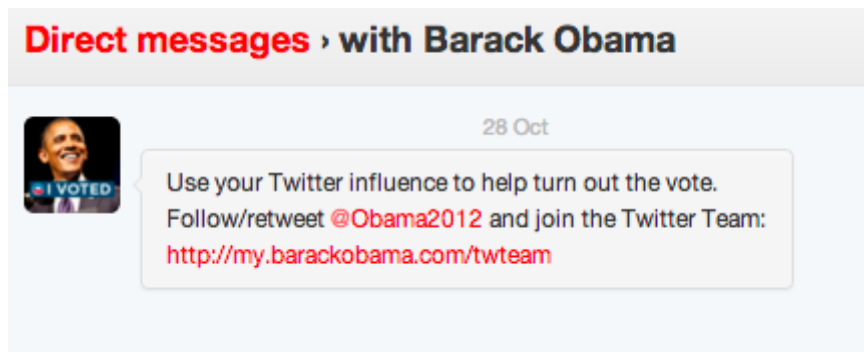 Direct messages › with Barack Obama
28 Oct
I VOTED
Use your Twitter influence to help turn out the vote.
Follow/retweet @Obama2012 and join the Twitter Team:
http://my.barackobama.com/twteam